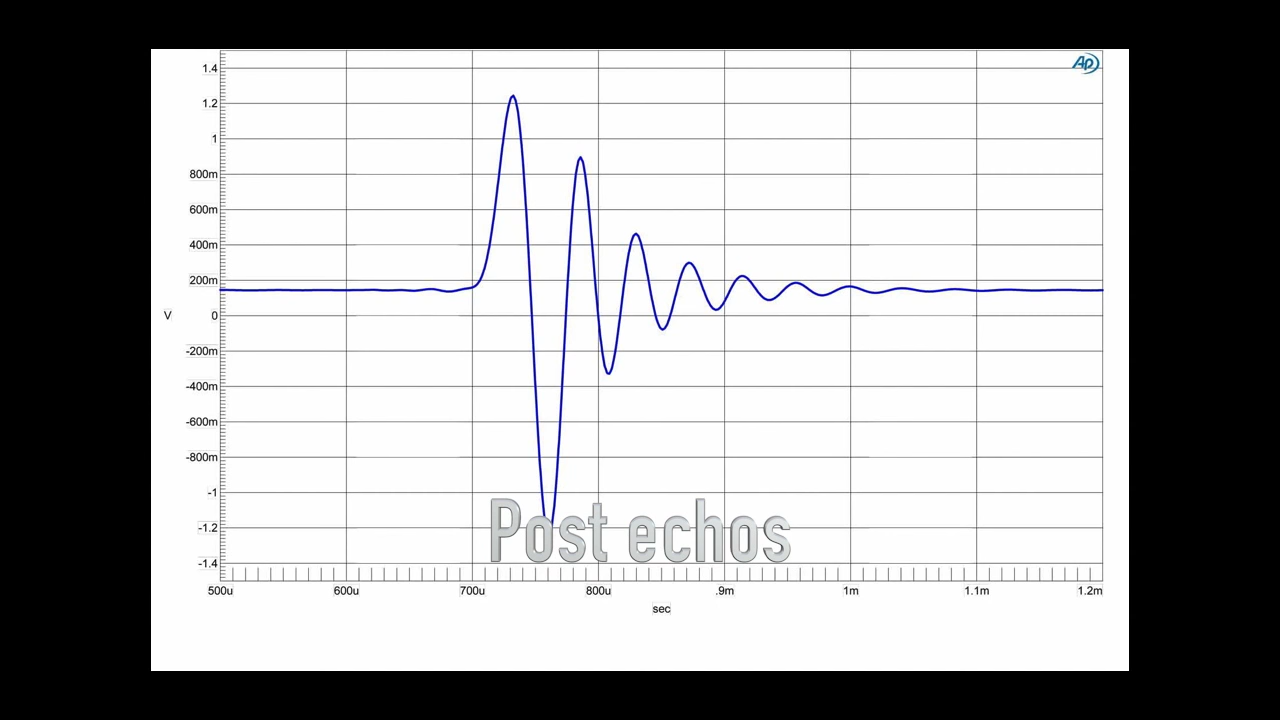 AP
1.4
1.2
1
800m
600m
400m
200m
V
0
-200m
-400m
-600m
-800m
-1
-1.2
-1.4
Post echos
500u 600u 700u 800u .9m 1m 1.1m 1.2m
sec